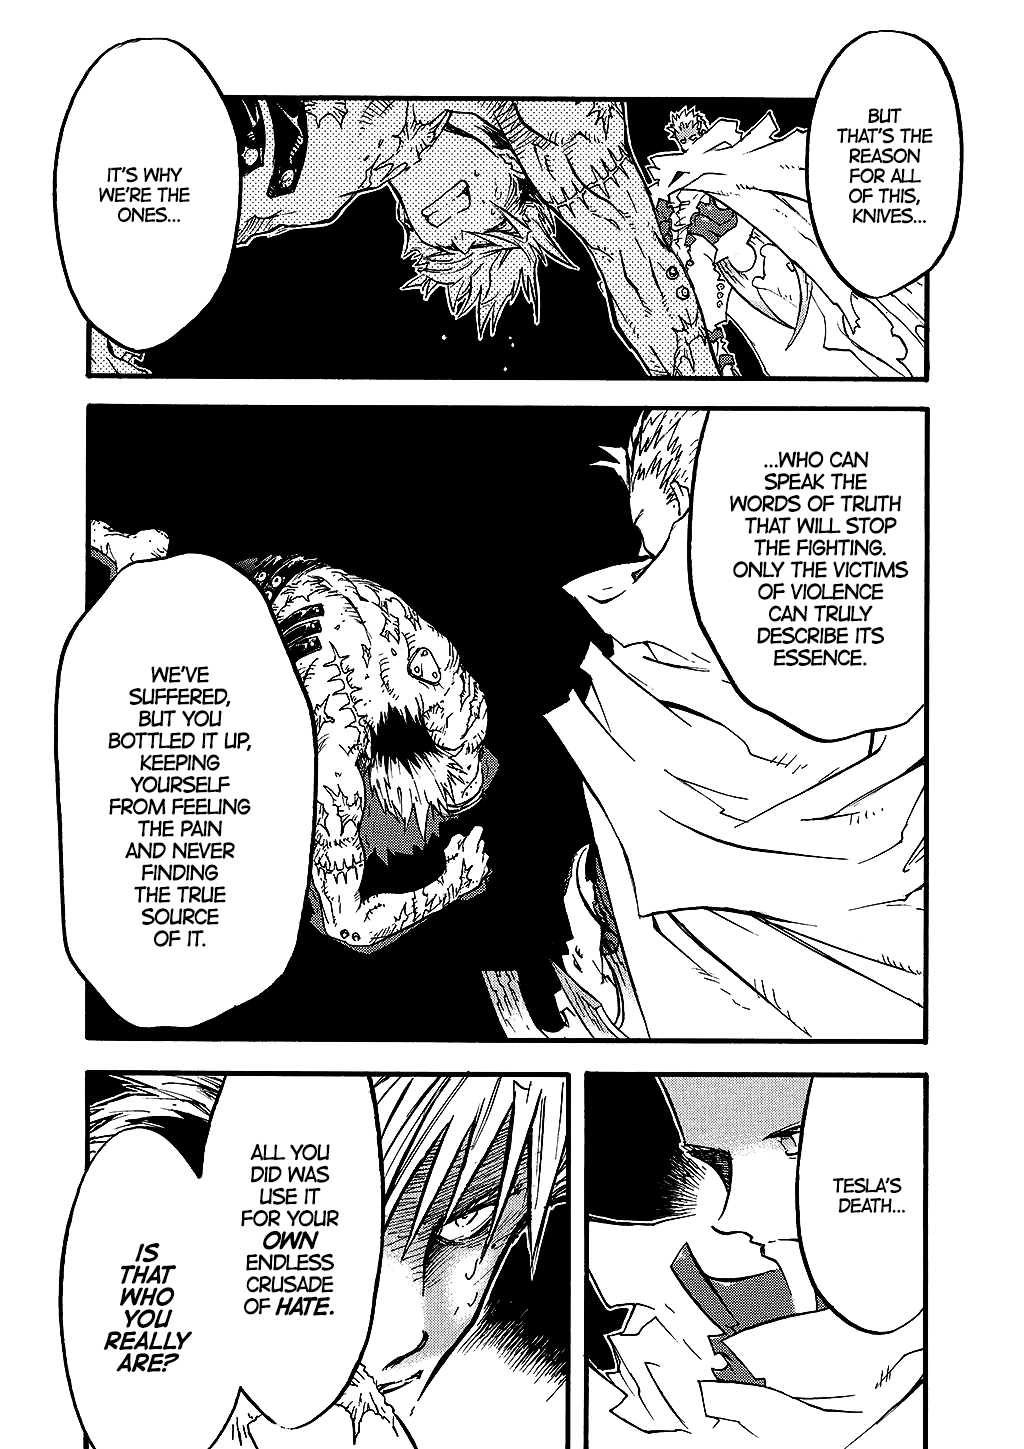 BUT
THAT'S THE
REASON
FOR ALL
OF THIS,
KNIVES...
IT'S WHY
WE'RE THE
ONES...
...WHO CAN
SPEAK THE
WORDS OF TRUTH
THAT WILL STOP
THE FIGHTING.
ONLY THE VICTIMS
OF VIOLENCE
CAN TRULY
DESCRIBE ITS
ESSENCE.
WE'VE
SUFFERED,
BUT YOU
BOTTLED IT UP,
KEEPING
YOURSELF
FROM FEELING
THE PAIN
AND NEVER
FINDING
THE TRUE
SOURCE
OF IT.
TESLA'S
DEATH...
ALL YOU
DID WAS
USE IT
FOR YOUR
OWN
ENDLESS
CRUSADE
OF HATE.
IS
THAT
WHO
YOU
REALLY
ARE?